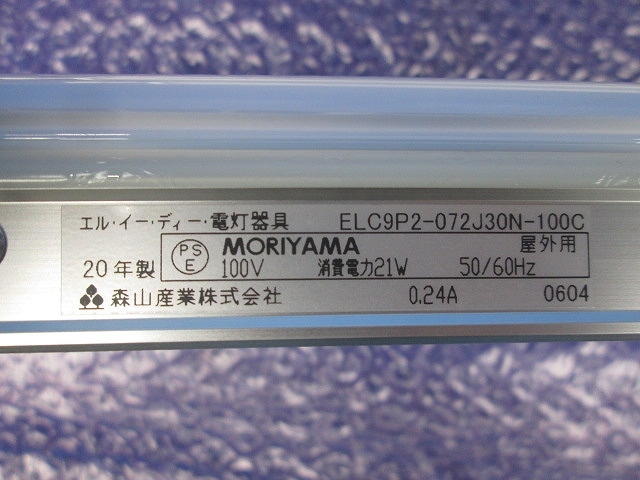 エル・イー・ディー・電灯器具 ELC9P2-072J30N-100C
PS E MORIYAMA 屋外用
20年製 100V 消費電力21W 50/60Hz
森山産業株式会社 0.24A 0604